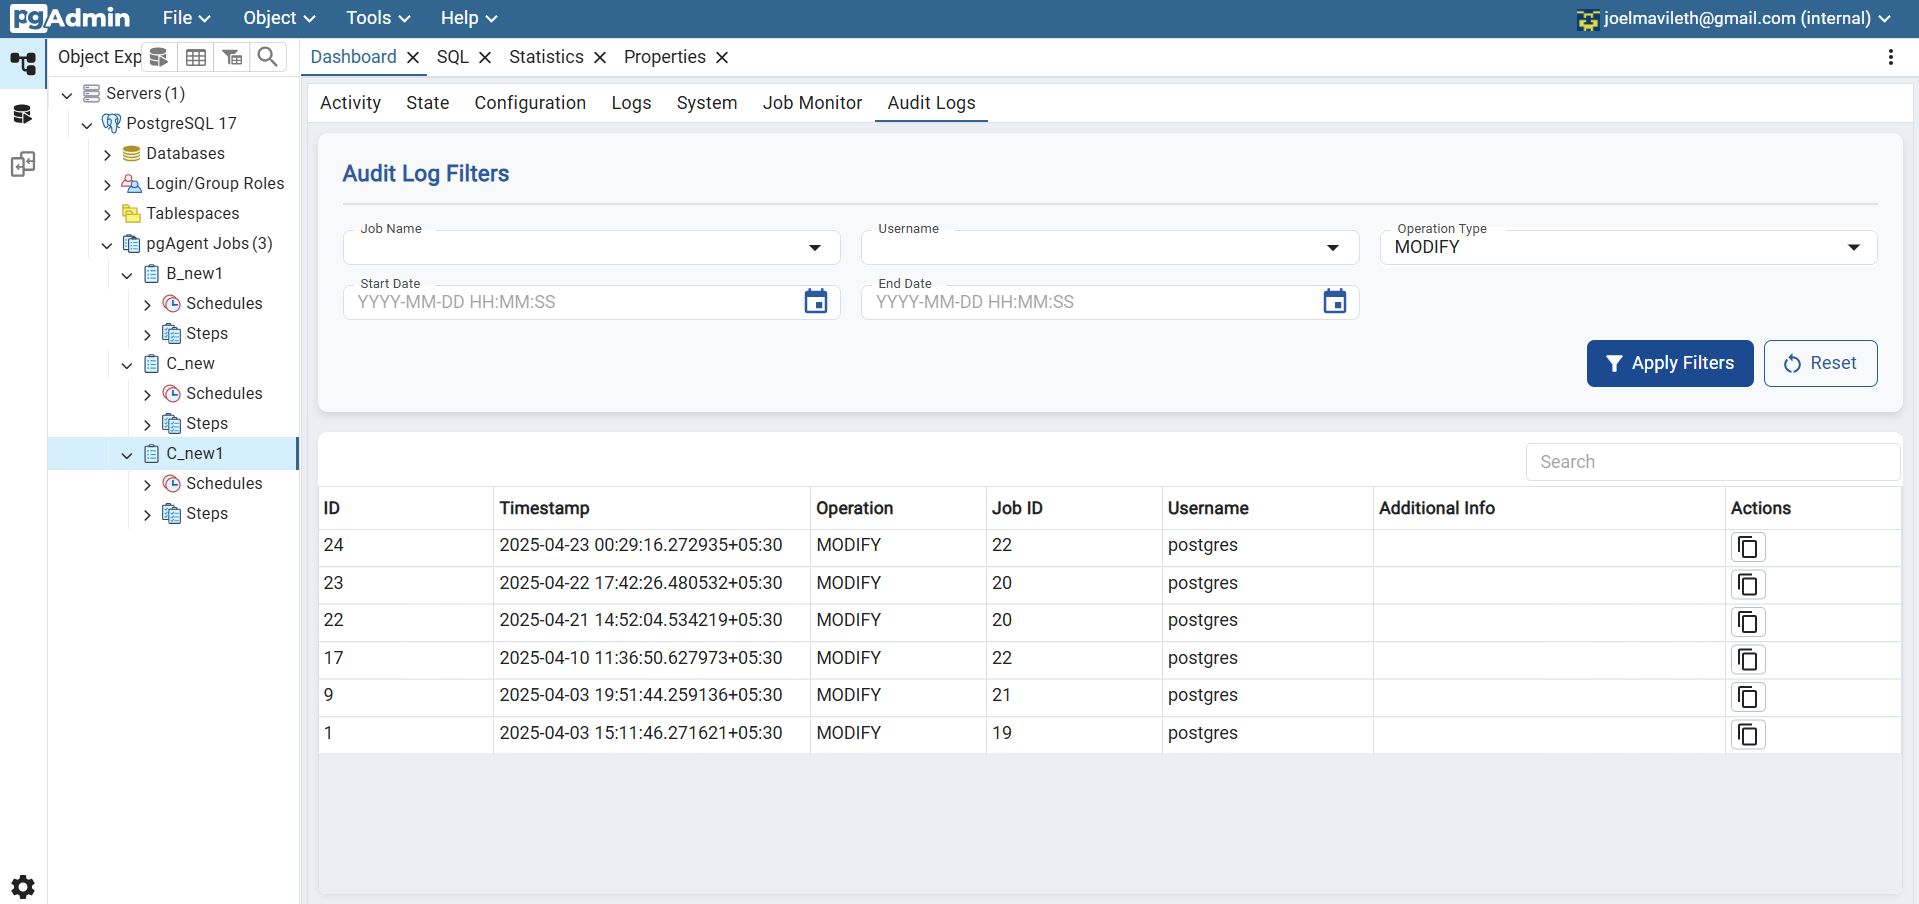 pgAdmin File Object Tools Help joelmavileth@gmail.com (internal)
Object Exp
Dashboard SQL Statistics Properties
Servers (1)
PostgreSQL 17
Databases
Login/Group Roles
Tablespaces
pgAgent Jobs (3)
B_new1
Schedules
Steps
C_new
Schedules
Steps
C_new1
Schedules
Steps
Activity State Configuration Logs System Job Monitor Audit Logs
Audit Log Filters
Job Name Username Operation Type
MODIFY
Start Date End Date
YYYY-MM-DD HH:MM:SS YYYY-MM-DD HH:MM:SS
Apply Filters Reset
Search
ID Timestamp Operation Job ID Username Additional Info Actions
24 2025-04-23 00:29:16.272935+05:30 MODIFY 22 postgres
23 2025-04-22 17:42:26.480532+05:30 MODIFY 20 postgres
22 2025-04-21 14:52:04.534219+05:30 MODIFY 20 postgres
17 2025-04-10 11:36:50.627973+05:30 MODIFY 22 postgres
9 2025-04-03 19:51:44.259136+05:30 MODIFY 21 postgres
1 2025-04-03 15:11:46.271621+05:30 MODIFY 19 postgres